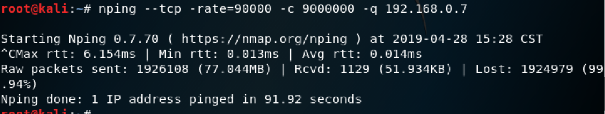 root@kali:~# nping --tcp -rate=90000 -c 9000000 -q 192.168.0.7
Starting Nping 0.7.70 ( https://nmap.org/nping ) at 2019-04-28 15:28 CST
^CMax rtt: 6.154ms | Min rtt: 0.013ms | Avg rtt: 0.014ms
Raw packets sent: 1926108 (77.044MB) | Rcvd: 1129 (51.934KB) | Lost: 1924979 (99
.94%)
Nping done: 1 IP address pinged in 91.92 seconds
root@kali:~#